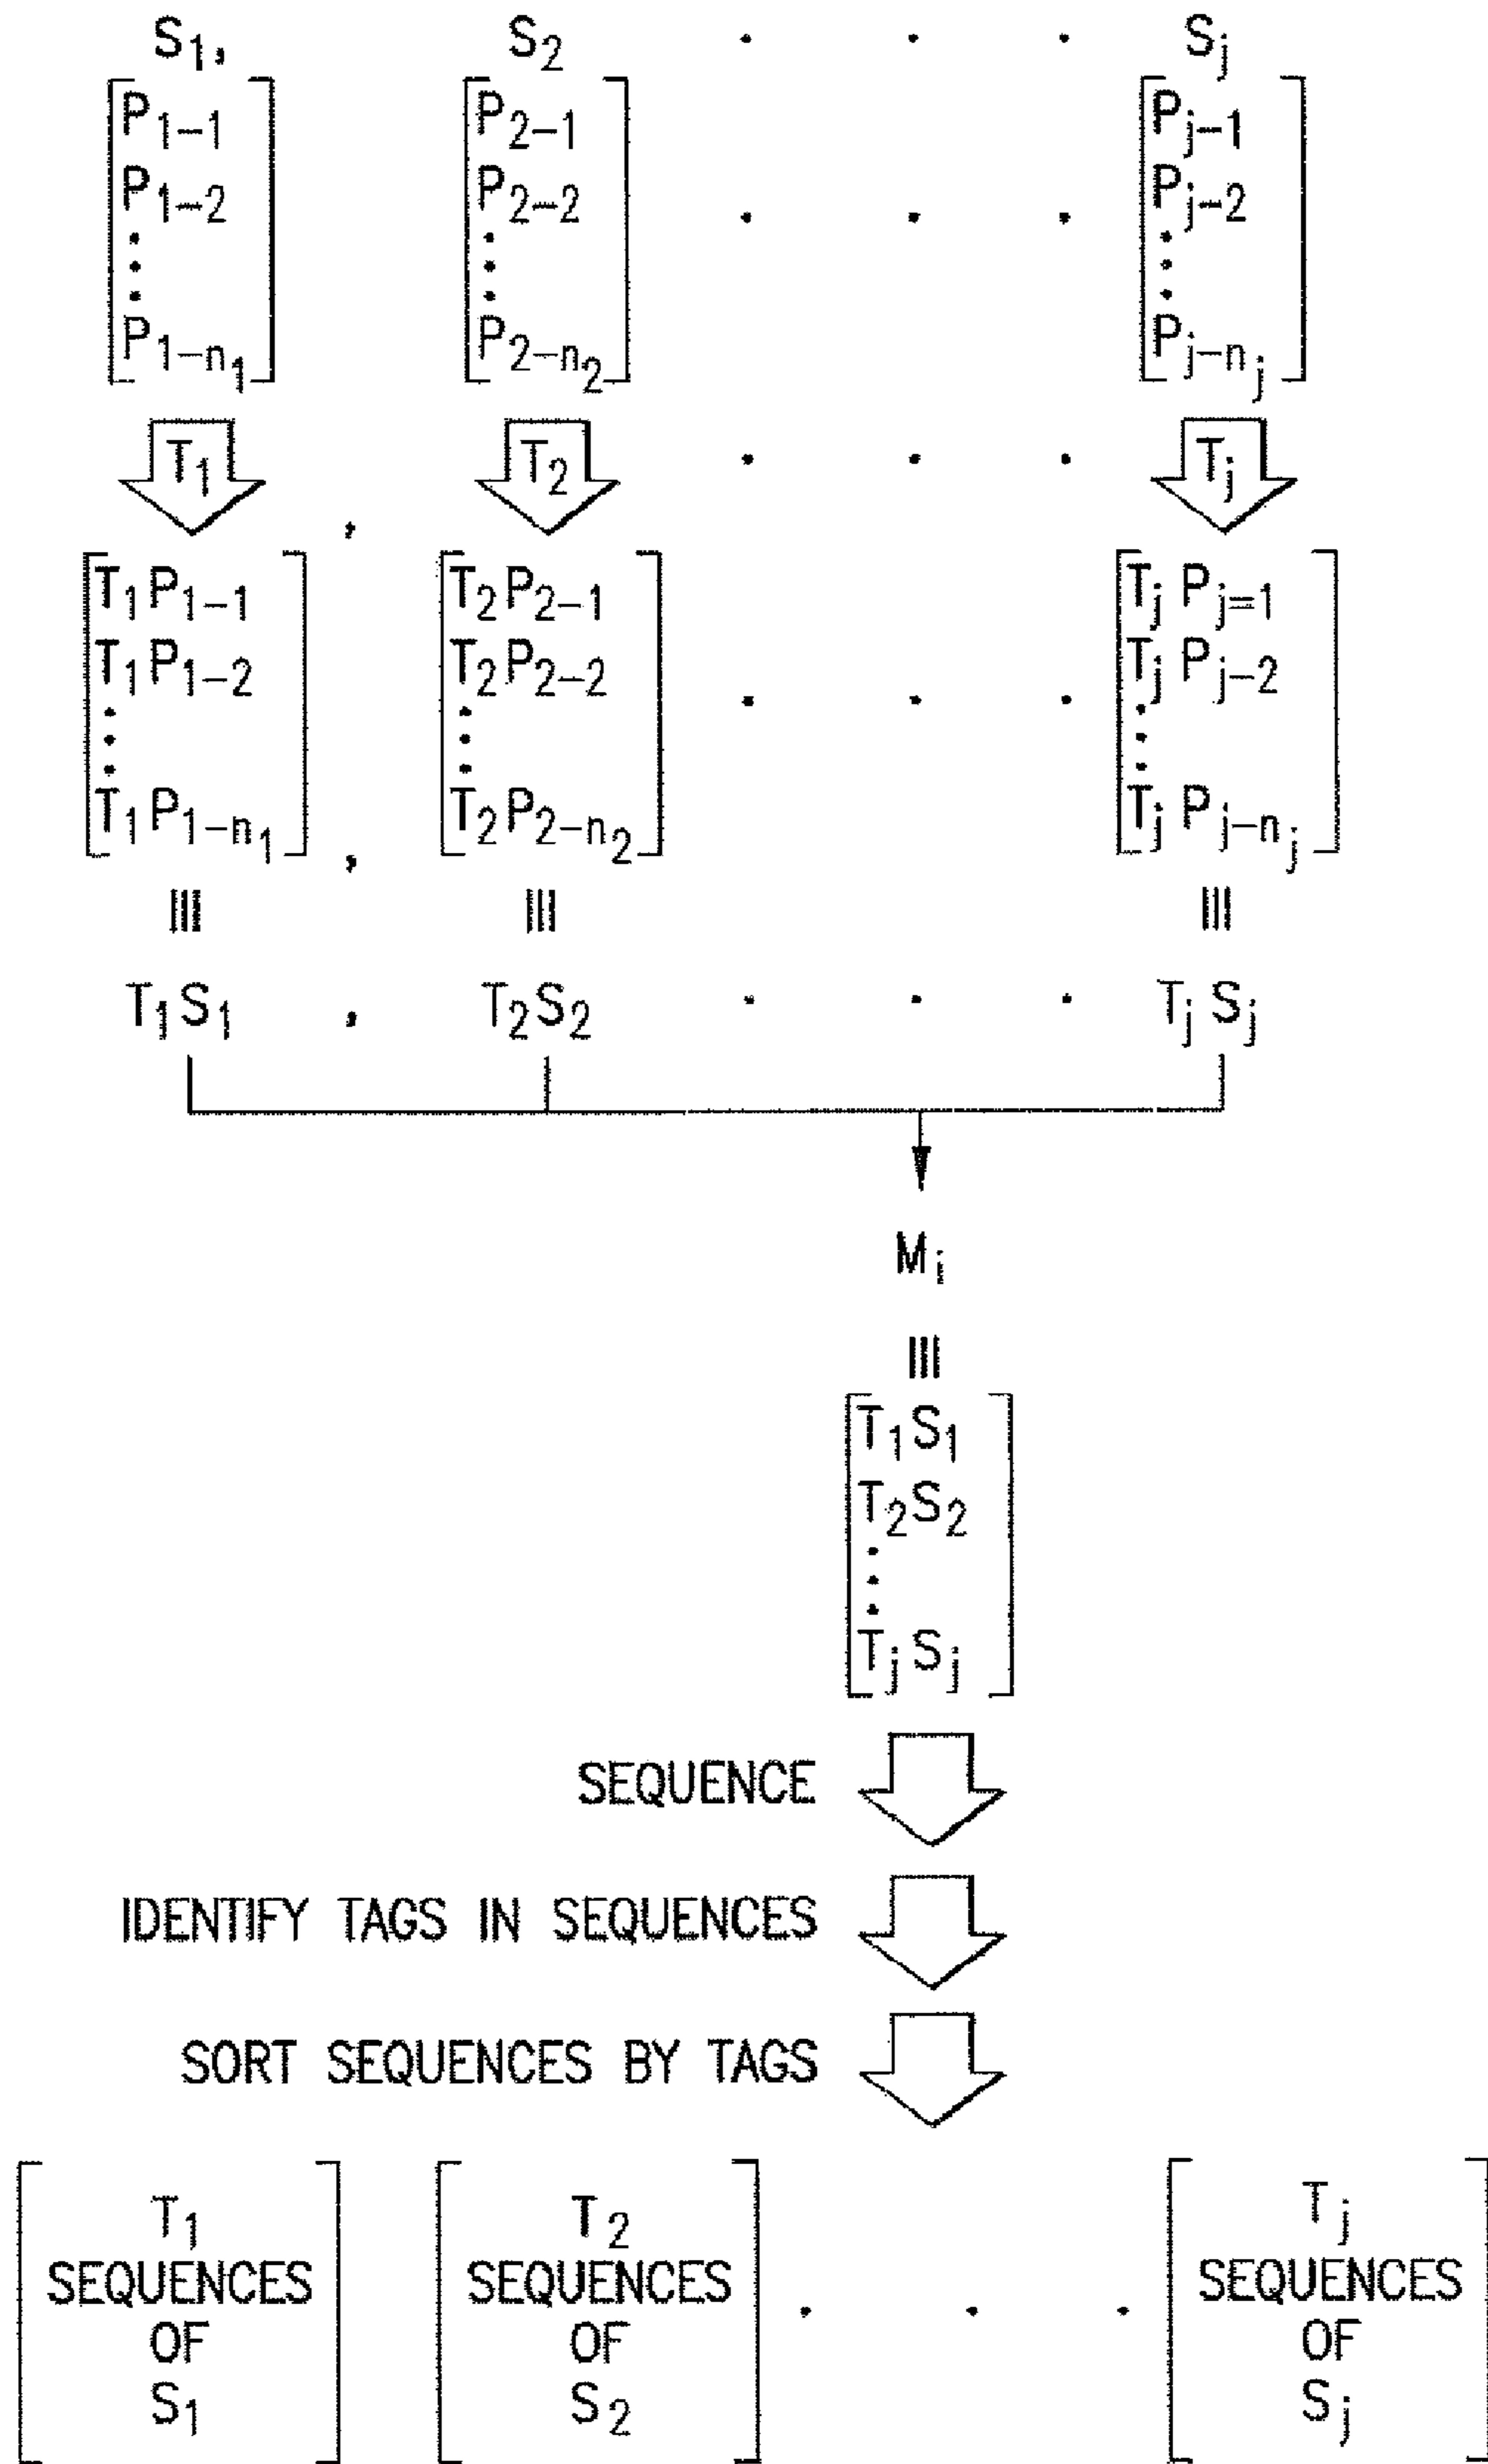 S₁, S₂ . . . Sⱼ
P₁₋₁ P₂₋₁ Pⱼ₋₁
P₁₋₂ P₂₋₂ . . . Pⱼ₋₂
P₁₋ₙ₁ P₂₋ₙ₂ Pⱼ₋ₙⱼ
T₁ , T₂ . . . Tⱼ
T₁P₁₋₁ T₂P₂₋₁ Tⱼ Pⱼ₌₁
T₁P₁₋₂ T₂P₂₋₂ . . . Tⱼ Pⱼ₋₂
T₁P₁₋ₙ₁ , T₂P₂₋ₙ₂ Tⱼ Pⱼ₋ₙⱼ
≡ ≡ ≡
T₁S₁ , T₂S₂ . . . Tⱼ Sⱼ
Mᵢ
≡
T₁S₁
T₂S₂
TⱼSⱼ
SEQUENCE
IDENTIFY TAGS IN SEQUENCES
SORT SEQUENCES BY TAGS
T₁ T₂ Tⱼ
SEQUENCES SEQUENCES . . . SEQUENCES
OF OF OF
S₁ S₂ Sⱼ